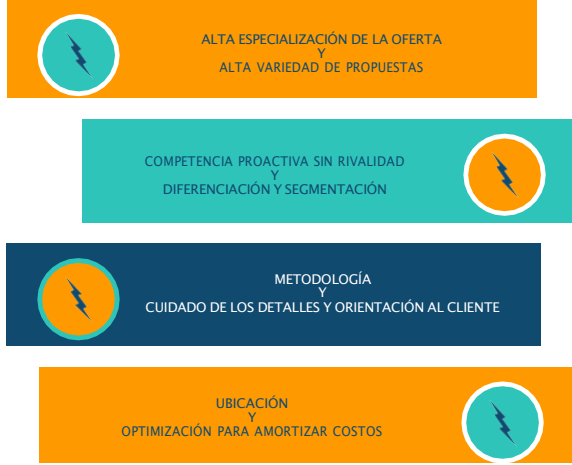 ALTA ESPECIALIZACIÓN DE LA OFERTA
Y
ALTA VARIEDAD DE PROPUESTAS
COMPETENCIA PROACTIVA SIN RIVALIDAD
Y
DIFERENCIACIÓN Y SEGMENTACIÓN
METODOLOGÍA
Y
CUIDADO DE LOS DETALLES Y ORIENTACIÓN AL CLIENTE
UBICACIÓN
Y
OPTIMIZACIÓN PARA AMORTIZAR COSTOS